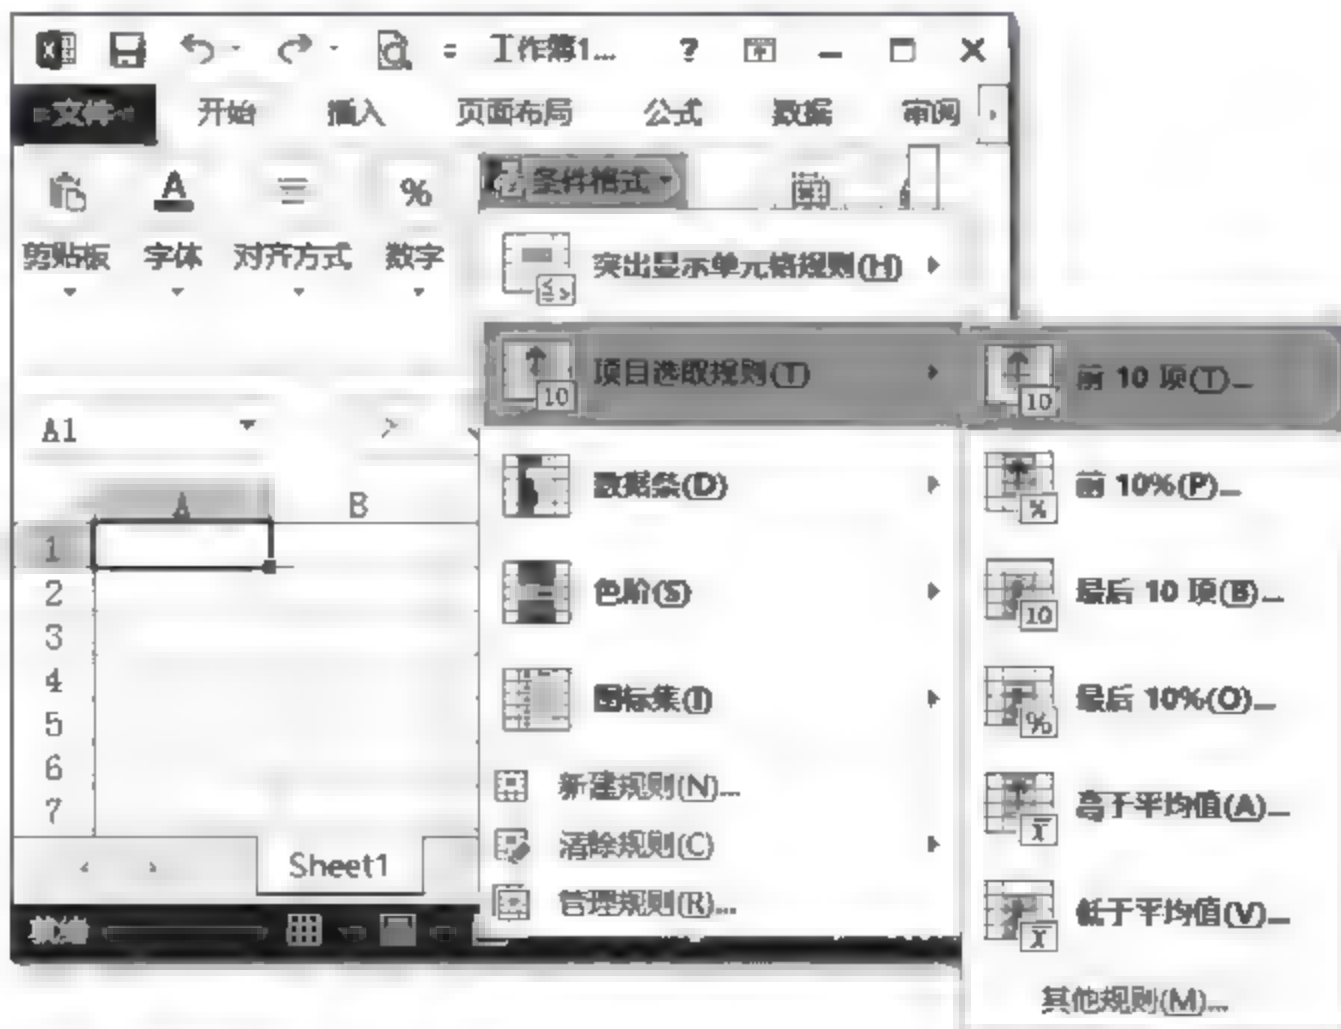 工作簿1...
文件 开始 插入 页面布局 公式 数据 审阅
条件格式
剪贴板 字体 对齐方式 数字
突出显示单元格规则(H)
项目选取规则(T)
前 10 项(T)...
A1
数据条(D)
前 10%(P)...
A B
1
2
色阶(S)
最后 10 项(B)...
3
4
图标集(I)
最后 10%(O)...
5
6
新建规则(N)...
7
高于平均值(A)...
Sheet1
清除规则(C)
管理规则(R)...
低于平均值(V)...
就绪
其他规则(M)...